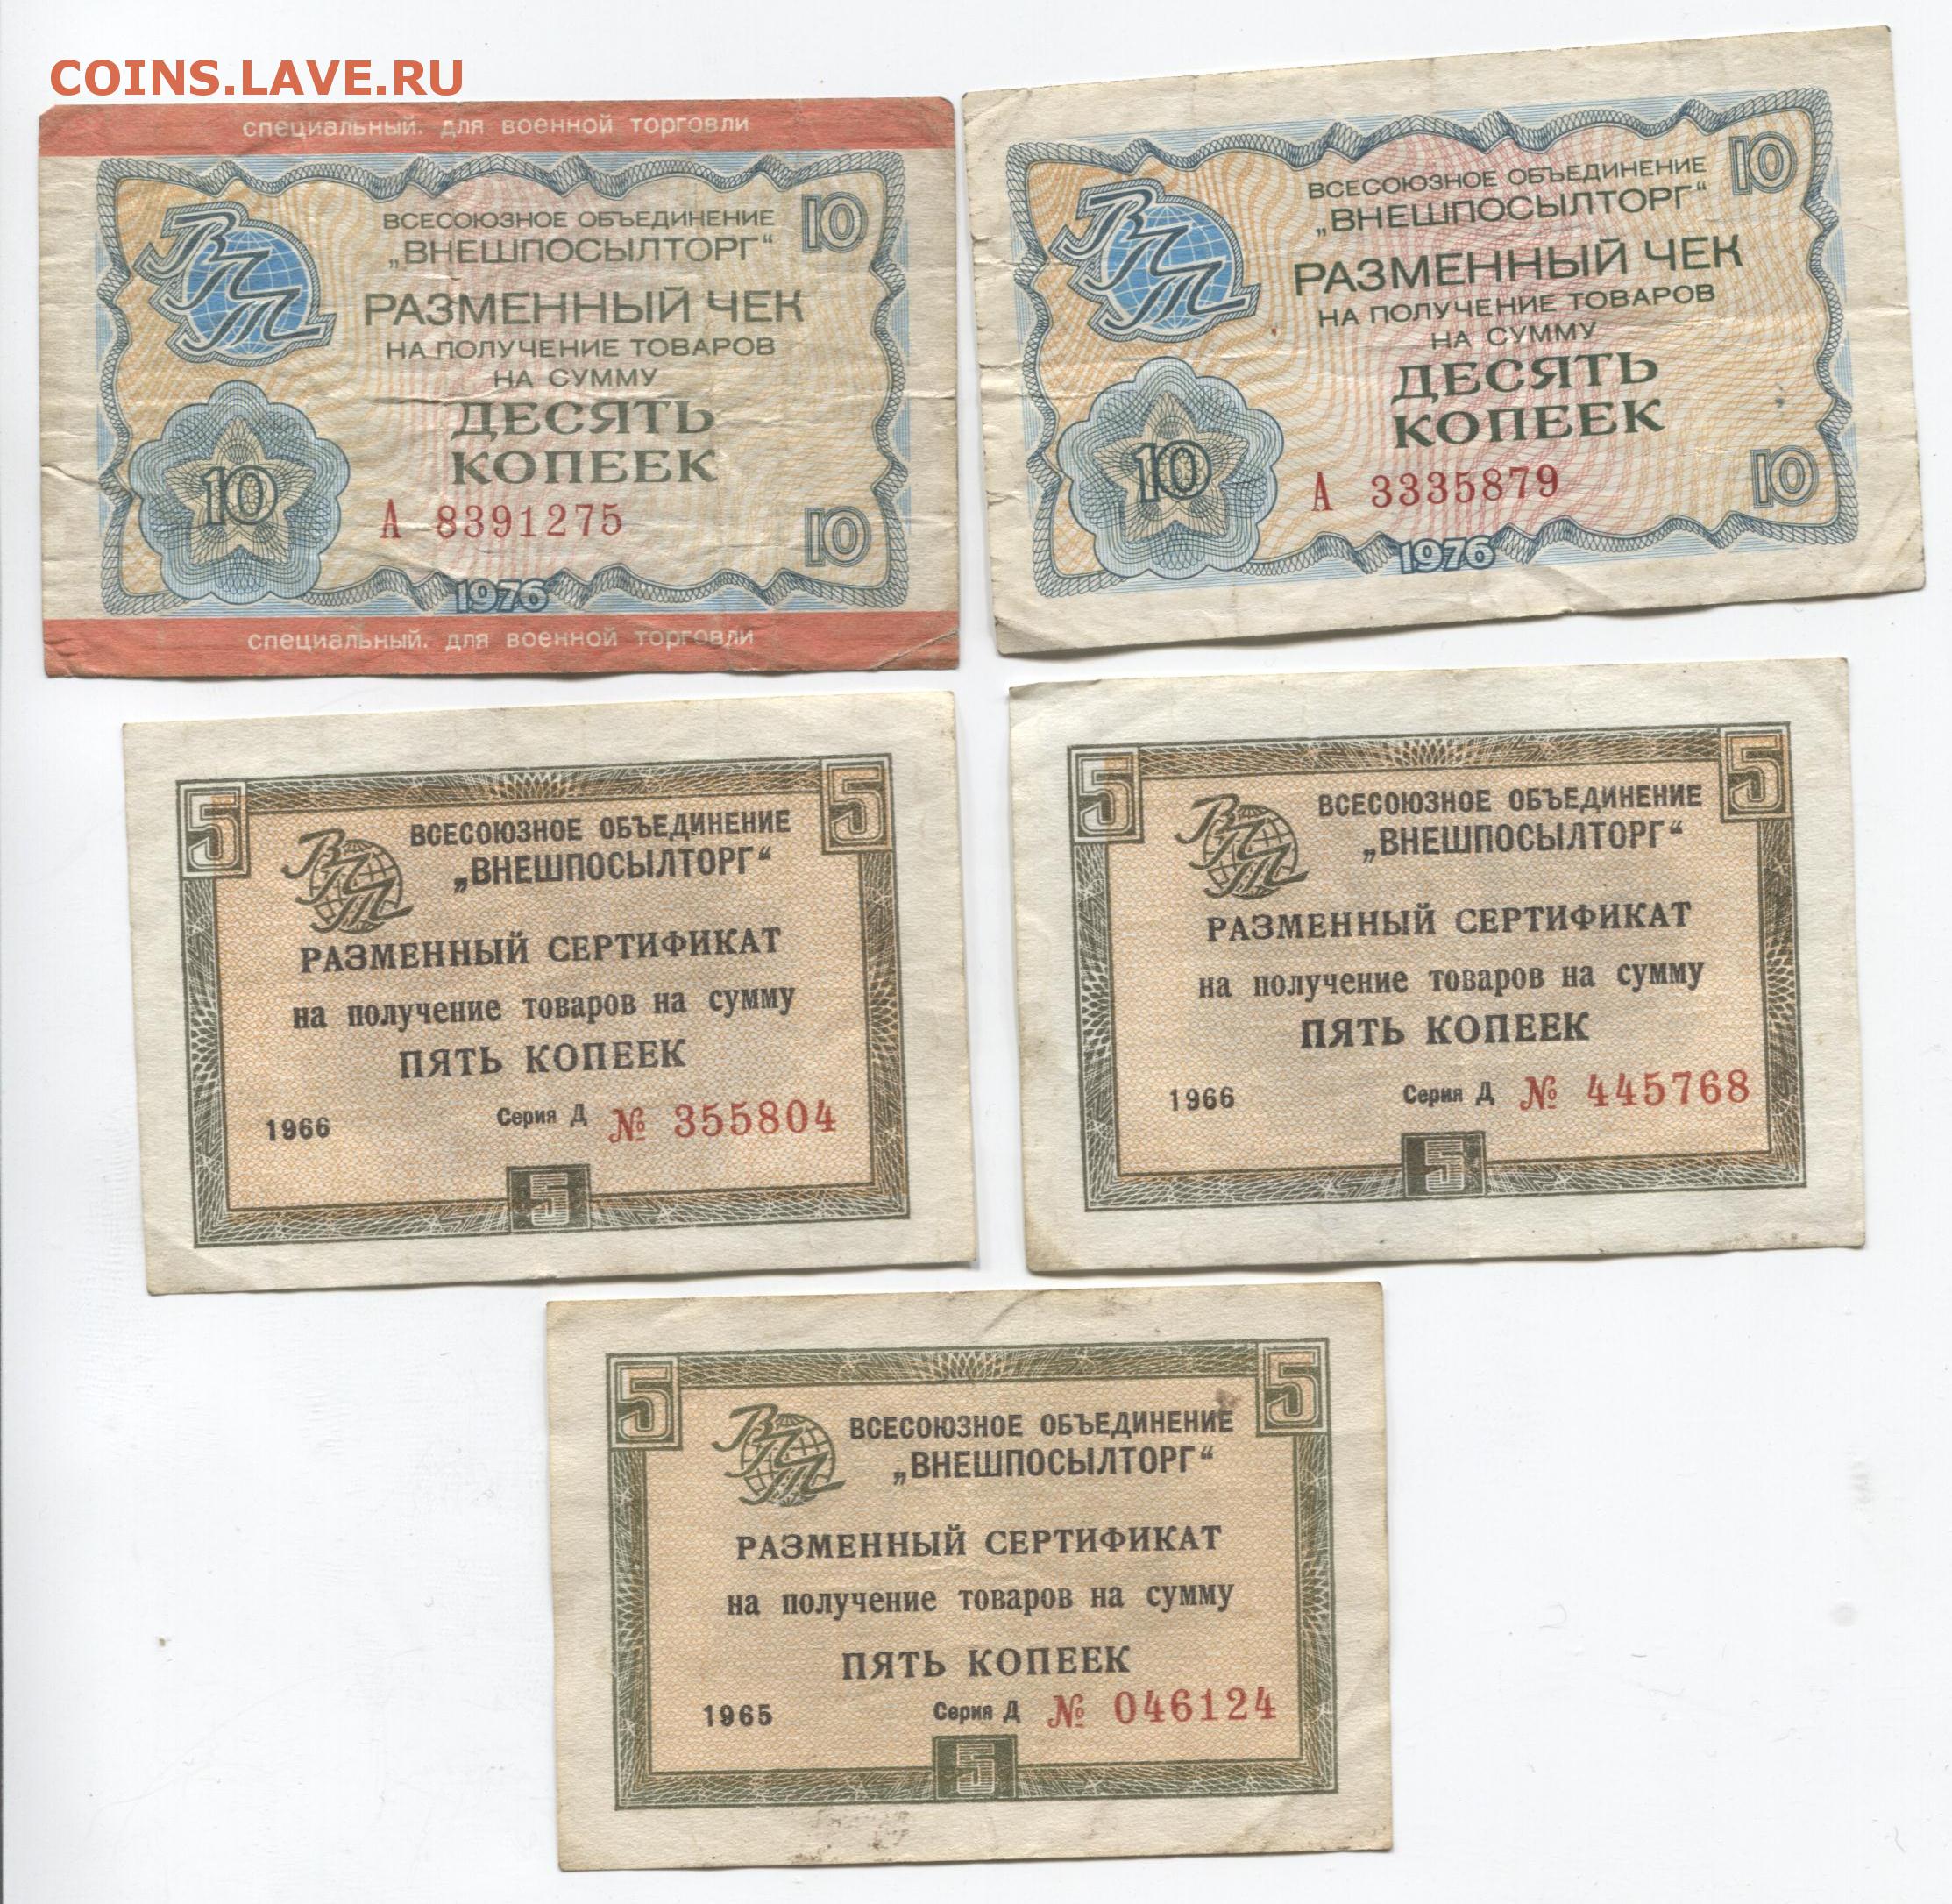 COINS.LAVE.RU
специальный. для военной торговли
ВПТ
ВСЕСОЮЗНОЕ ОБЪЕДИНЕНИЕ
10
„ВНЕШПОСЫЛТОРГ“
РАЗМЕННЫЙ ЧЕК
НА ПОЛУЧЕНИЕ ТОВАРОВ
НА СУММУ
ДЕСЯТЬ
КОПЕЕК
10
А 8391275
10
1976
специальный. для военной торговли
ВПТ
ВСЕСОЮЗНОЕ ОБЪЕДИНЕНИЕ
10
„ВНЕШПОСЫЛТОРГ“
РАЗМЕННЫЙ ЧЕК
НА ПОЛУЧЕНИЕ ТОВАРОВ
НА СУММУ
ДЕСЯТЬ
КОПЕЕК
10
А 3335879
10
1976
5
5
ВПТ
ВСЕСОЮЗНОЕ ОБЪЕДИНЕНИЕ
„ВНЕШПОСЫЛТОРГ“
РАЗМЕННЫЙ СЕРТИФИКАТ
на получение товаров на сумму
ПЯТЬ КОПЕЕК
1966 Серия Д № 355804
5
5
5
ВПТ
ВСЕСОЮЗНОЕ ОБЪЕДИНЕНИЕ
„ВНЕШПОСЫЛТОРГ“
РАЗМЕННЫЙ СЕРТИФИКАТ
на получение товаров на сумму
ПЯТЬ КОПЕЕК
1966 Серия Д № 445768
5
5
5
ВПТ
ВСЕСОЮЗНОЕ ОБЪЕДИНЕНИЕ
„ВНЕШПОСЫЛТОРГ“
РАЗМЕННЫЙ СЕРТИФИКАТ
на получение товаров на сумму
ПЯТЬ КОПЕЕК
1965 Серия Д № 046124
5